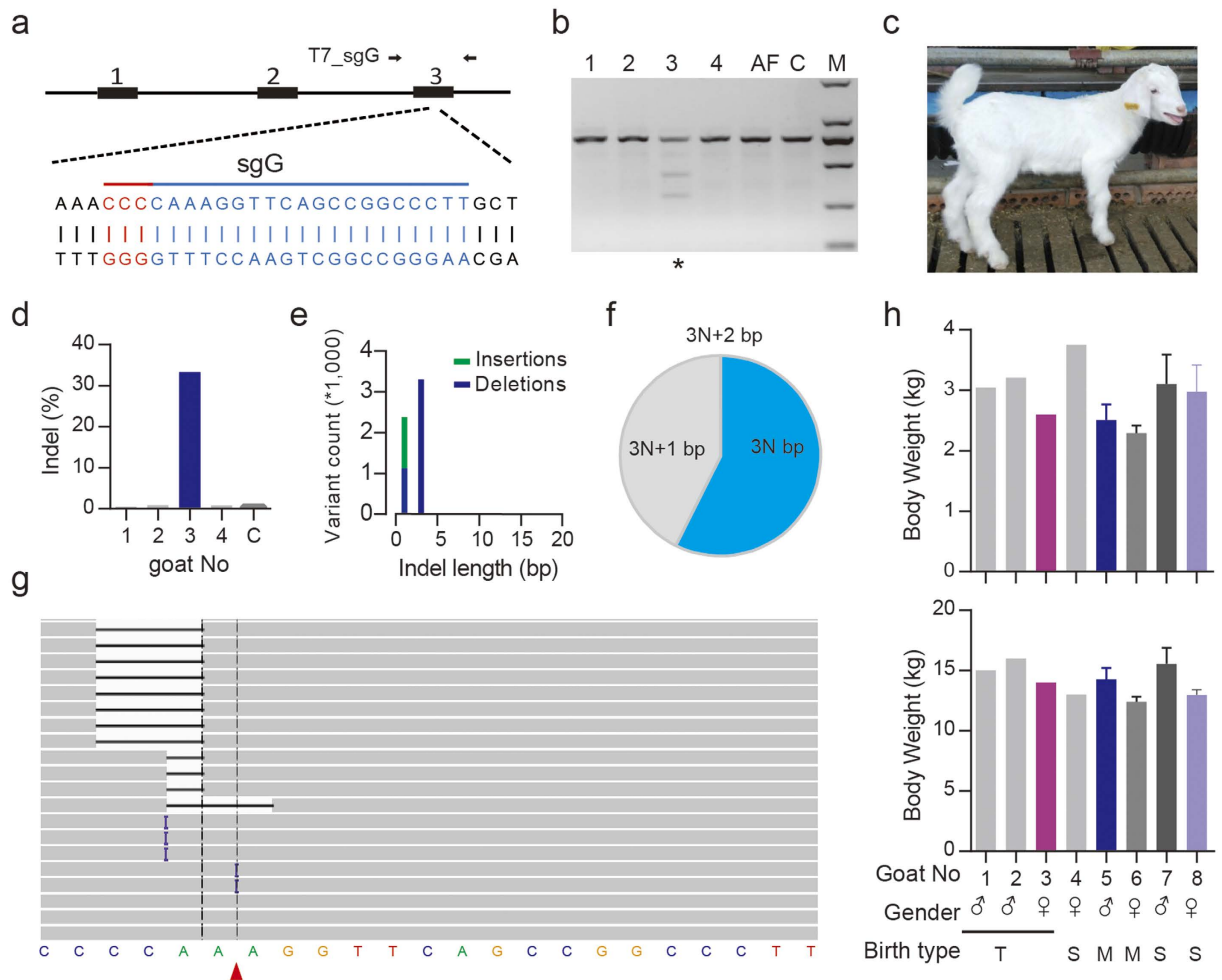 a
T7_sgG
1 2 3
sgG
AAACCCCAAAGGTTCAGCCGGCCCTTGCT
TTTGGGGTTTCCAAGTCGGCCGGGAACGA
b
1 2 3 4 AF C M
*
c
d
Indel (%)
40
30
20
10
0
1 2 3 4 C
goat No
e
Variant count (*1,000)
4
3
2
1
0
Insertions
Deletions
0 5 10 15 20
Indel length (bp)
f
3N+2 bp
3N+1 bp
3N bp
g
C C C C A A A G G T T C A G C C G G C C C T T
h
Body Weight (kg)
4
3
2
1
0
Body Weight (kg)
20
15
10
5
0
Goat No 1 2 3 4 5 6 7 8
Gender ♂ ♂ ♀ ♀ ♂ ♀ ♂ ♀
Birth type T S M M S S